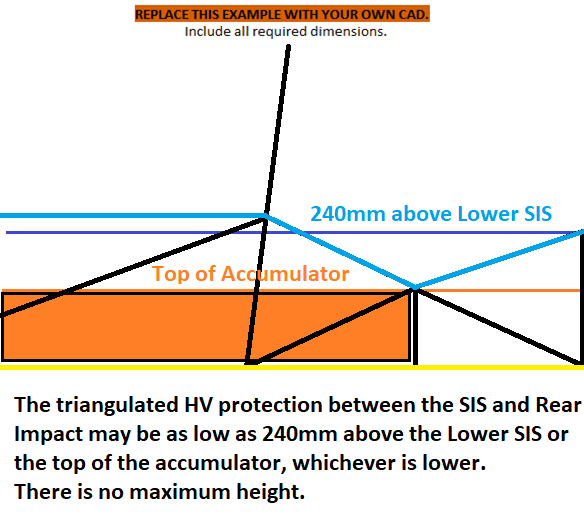 REPLACE THIS EXAMPLE WITH YOUR OWN CAD.
Include all required dimensions.
240mm above Lower SIS
Top of Accumulator
The triangulated HV protection between the SIS and Rear
Impact may be as low as 240mm above the Lower SIS or
the top of the accumulator, whichever is lower.
There is no maximum height.